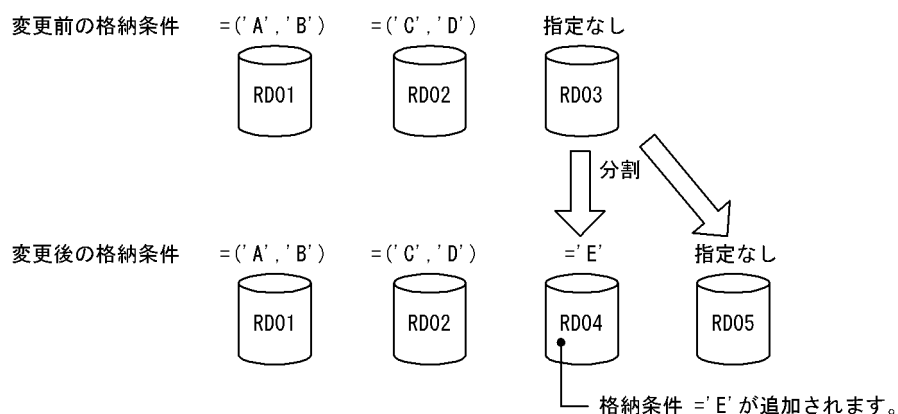 変更前の格納条件 =('A','B') =('C','D') 指定なし
RD01 RD02 RD03
分割
変更後の格納条件 =('A','B') =('C','D') ='E' 指定なし
RD01 RD02 RD04 RD05
格納条件 ='E'が追加されます。